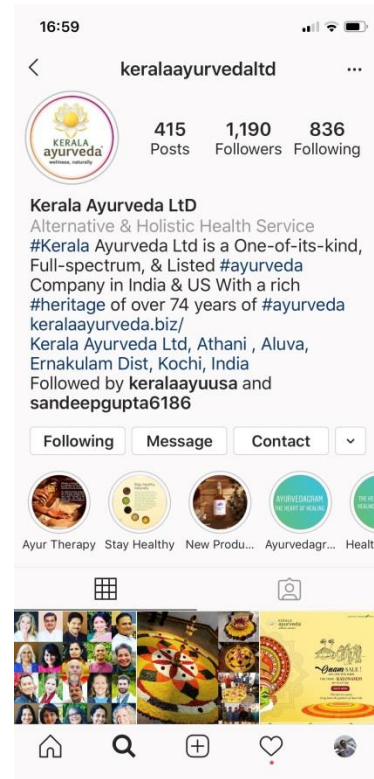 16:59
keralaayurvedaltd
KERALA
ayurveda
wellness, naturally
415 1,190 836
Posts Followers Following
Kerala Ayurveda LtD
Alternative & Holistic Health Service
#Kerala Ayurveda Ltd is a One-of-its-kind,
Full-spectrum, & Listed #ayurveda
Company in India & US With a rich
#heritage of over 74 years of #ayurveda
keralaayurveda.biz/
Kerala Ayurveda Ltd, Athani , Aluva,
Ernakulam Dist, Kochi, India
Followed by keralaayuusa and
sandeepgupta6186
Following Message Contact
Stay Healthy
AYURVEDAGRAM
THE HEART OF HEALING
Ayur Therapy Stay Healthy New Produ... Ayurvedagr... Healt
KERALA
ayurveda
Onam SALE!